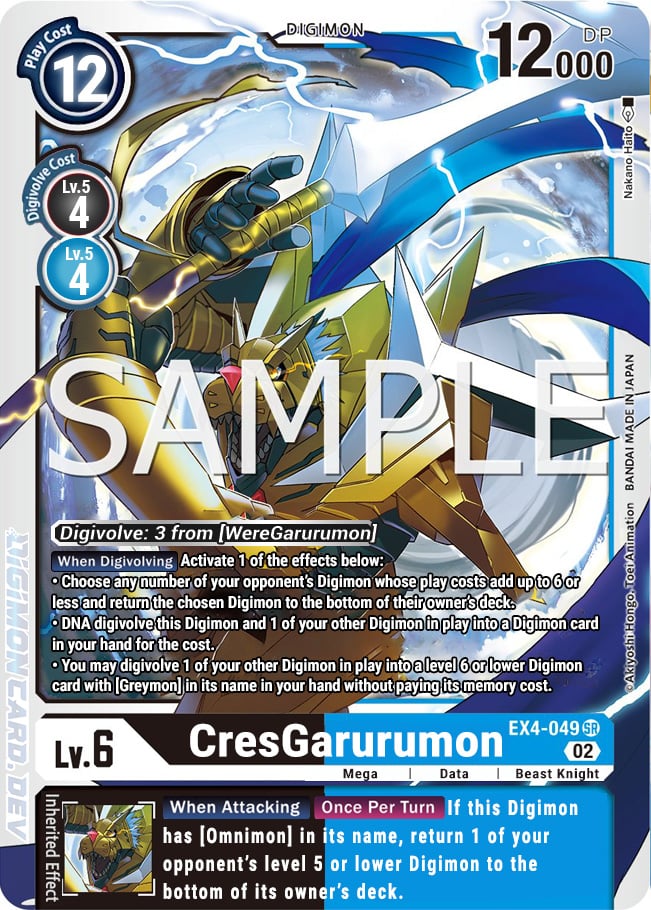 DIGIMON
Play Cost
12
12000
DP
Digivolve Cost
Lv.5
4
Lv.5
4
Nakano Haito
SAMPLE
BANDAI MADE IN JAPAN
©Akiyoshi Hongo, Toei Animation
DIGIMONCARD.DEV
Digivolve: 3 from [WereGarurumon]
When Digivolving Activate 1 of the effects below:
• Choose any number of your opponent's Digimon whose play costs add up to 6 or
less and return the chosen Digimon to the bottom of their owner's deck.
• DNA digivolve this Digimon and 1 of your other Digimon in play into a Digimon card
in your hand for the cost.
• You may digivolve 1 of your other Digimon in play into a level 6 or lower Digimon
card with [Greymon] in its name in your hand without paying its memory cost.
Lv.6
CresGarurumon
EX4-049 SR
02
Mega | Data | Beast Knight
Inherited Effect
When Attacking Once Per Turn If this Digimon
has [Omnimon] in its name, return 1 of your
opponent's level 5 or lower Digimon to the
bottom of its owner's deck.